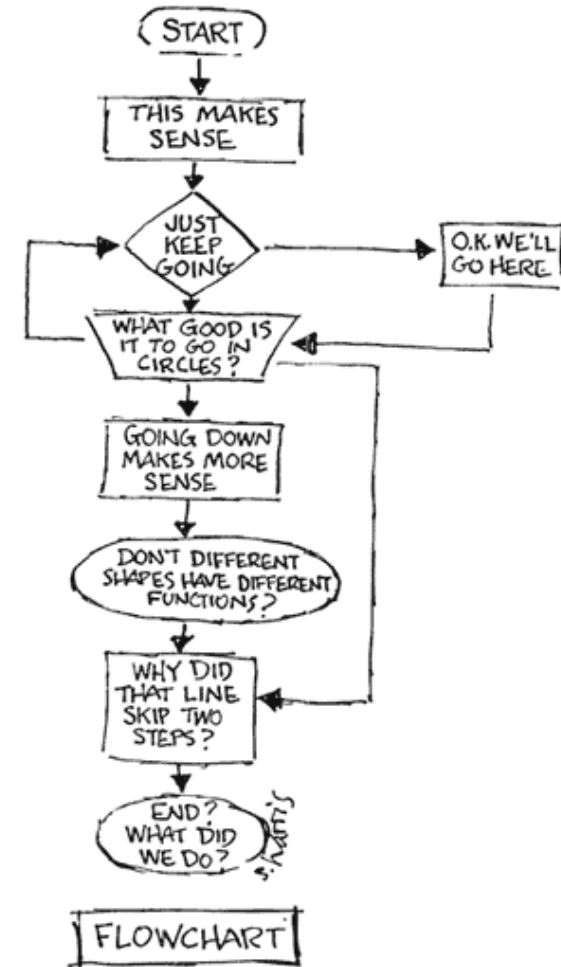 START
THIS MAKES
SENSE
JUST
KEEP
GOING
O.K. WE'LL
GO HERE
WHAT GOOD IS
IT TO GO IN
CIRCLES?
GOING DOWN
MAKES MORE
SENSE
DON'T DIFFERENT
SHAPES HAVE DIFFERENT
FUNCTIONS?
WHY DID
THAT LINE
SKIP TWO
STEPS?
END?
WHAT DID
WE DO?
s.harris
FLOWCHART